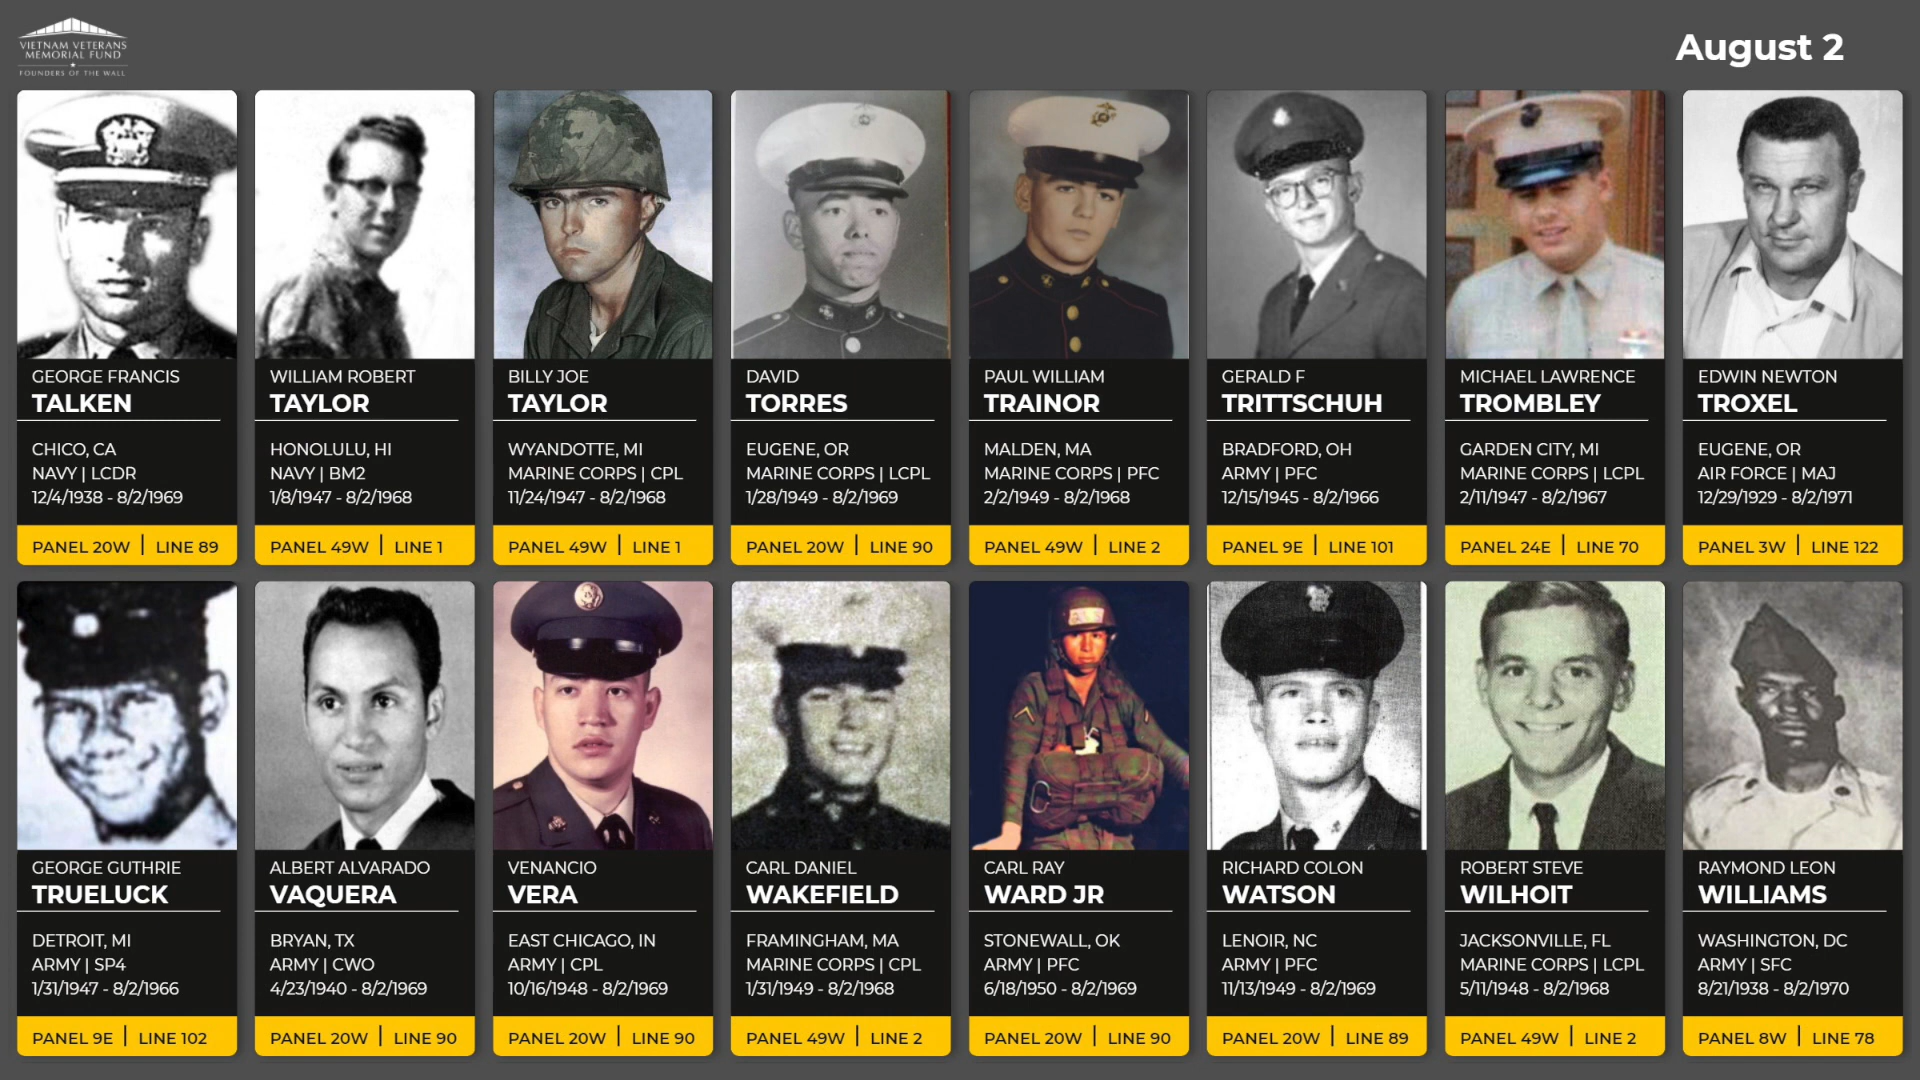 VIETNAM VETERANS
MEMORIAL FUND
FOUNDERS OF THE WALL
August 2
GEORGE FRANCIS
TALKEN
CHICO, CA
NAVY | LCDR
12/4/1938 - 8/2/1969
PANEL 20W | LINE 89
WILLIAM ROBERT
TAYLOR
HONOLULU, HI
NAVY | BM2
1/8/1947 - 8/2/1968
PANEL 49W | LINE 1
BILLY JOE
TAYLOR
WYANDOTTE, MI
MARINE CORPS | CPL
11/24/1947 - 8/2/1968
PANEL 49W | LINE 1
DAVID
TORRES
EUGENE, OR
MARINE CORPS | LCPL
1/28/1949 - 8/2/1969
PANEL 20W | LINE 90
PAUL WILLIAM
TRAINOR
MALDEN, MA
MARINE CORPS | PFC
2/2/1949 - 8/2/1968
PANEL 49W | LINE 2
GERALD F
TRITTSCHUH
BRADFORD, OH
ARMY | PFC
12/15/1945 - 8/2/1966
PANEL 9E | LINE 101
MICHAEL LAWRENCE
TROMBLEY
GARDEN CITY, MI
MARINE CORPS | LCPL
2/11/1947 - 8/2/1967
PANEL 24E | LINE 70
EDWIN NEWTON
TROXEL
EUGENE, OR
AIR FORCE | MAJ
12/29/1929 - 8/2/1971
PANEL 3W | LINE 122
GEORGE GUTHRIE
TRUELUCK
DETROIT, MI
ARMY | SP4
1/31/1947 - 8/2/1966
PANEL 9E | LINE 102
ALBERT ALVARADO
VAQUERA
BRYAN, TX
ARMY | CWO
4/23/1940 - 8/2/1969
PANEL 20W | LINE 90
VENANCIO
VERA
EAST CHICAGO, IN
ARMY | CPL
10/16/1948 - 8/2/1969
PANEL 20W | LINE 90
CARL DANIEL
WAKEFIELD
FRAMINGHAM, MA
MARINE CORPS | CPL
1/31/1949 - 8/2/1968
PANEL 49W | LINE 2
CARL RAY
WARD JR
STONEWALL, OK
ARMY | PFC
6/18/1950 - 8/2/1969
PANEL 20W | LINE 90
RICHARD COLON
WATSON
LENOIR, NC
ARMY | PFC
11/13/1949 - 8/2/1969
PANEL 20W | LINE 89
ROBERT STEVE
WILHOIT
JACKSONVILLE, FL
MARINE CORPS | LCPL
5/11/1948 - 8/2/1968
PANEL 49W | LINE 2
RAYMOND LEON
WILLIAMS
WASHINGTON, DC
ARMY | SFC
8/21/1938 - 8/2/1970
PANEL 8W | LINE 78